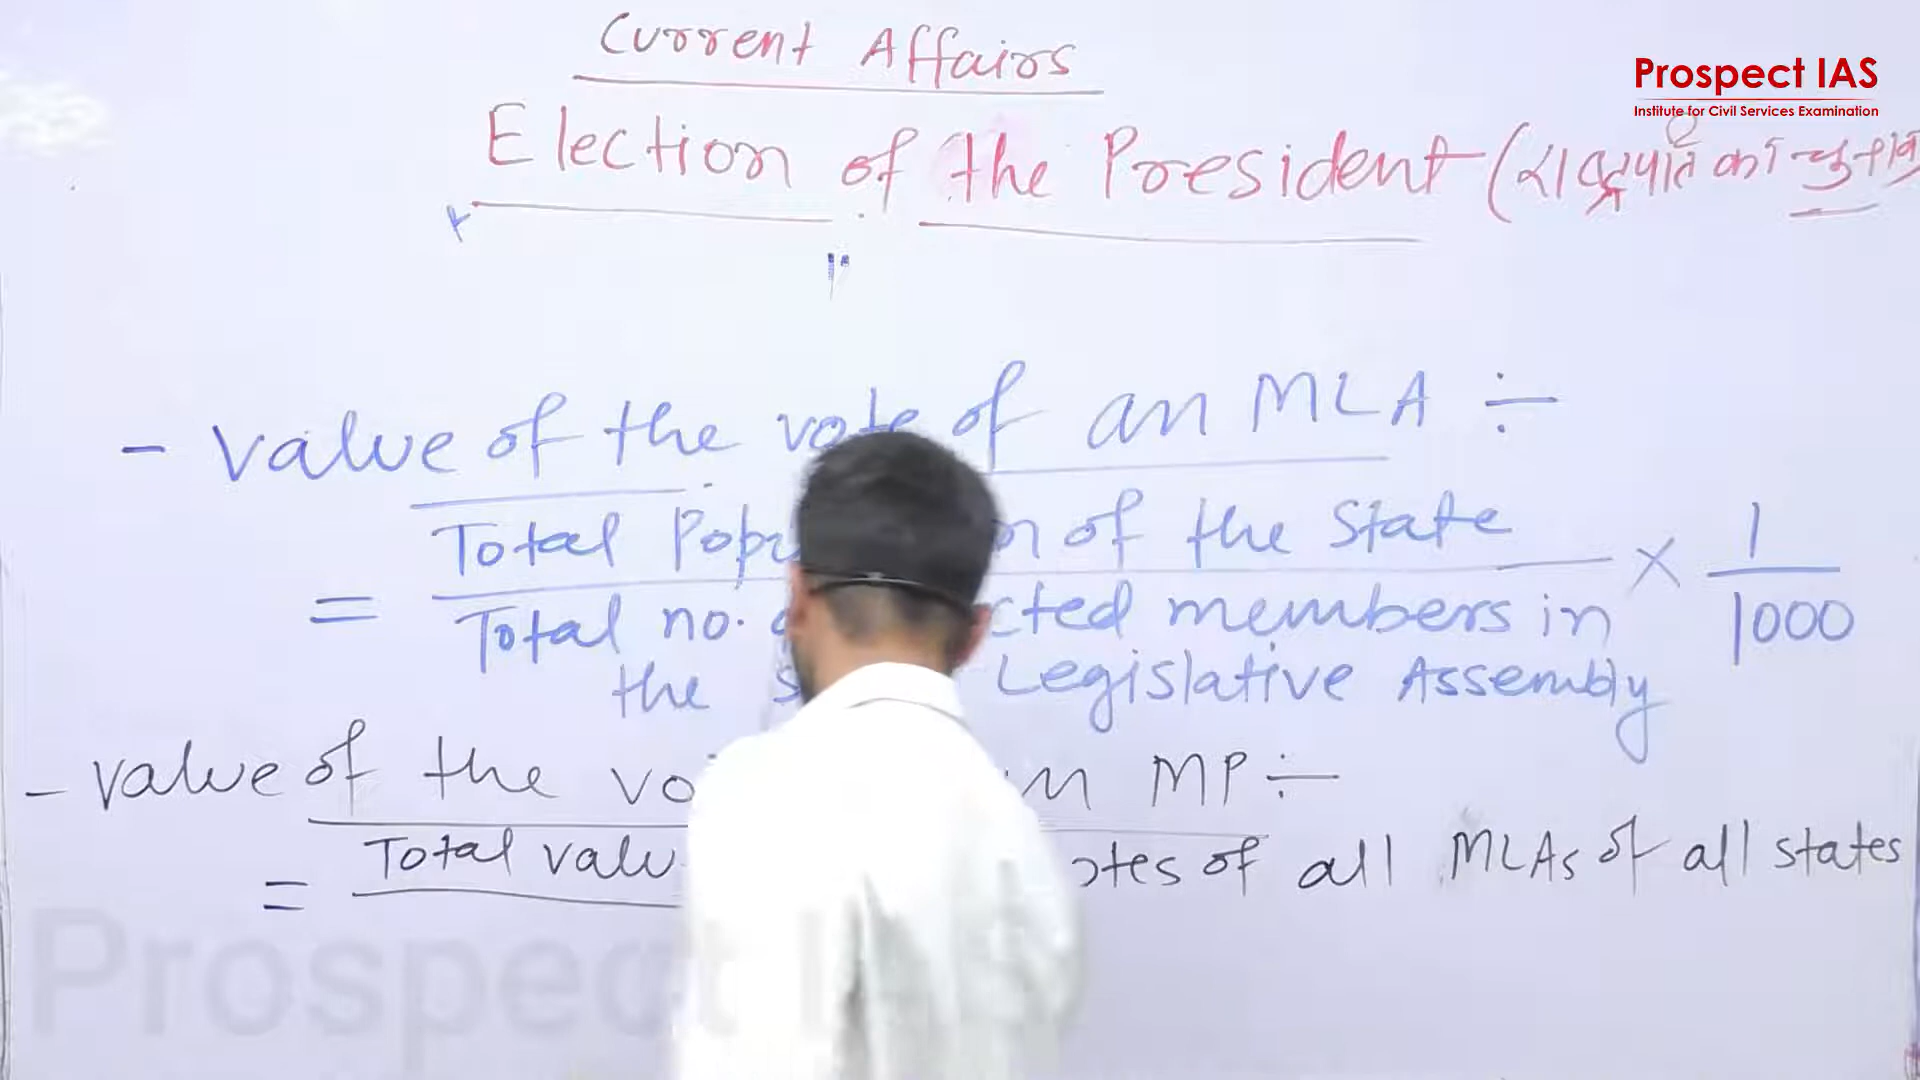 Current Affairs
Prospect IAS
Institute for Civil Services Examination
Election of the President (राष्ट्रपति का चुनाव
- value of the vote of an MLA ÷
Total Pop n of the State
= × 1
1000
Total no. cted members in
the s Legislative Assembly
- value of the vo MP ÷
Total valu otes of all MLAs of all states
=
Prospect IAS